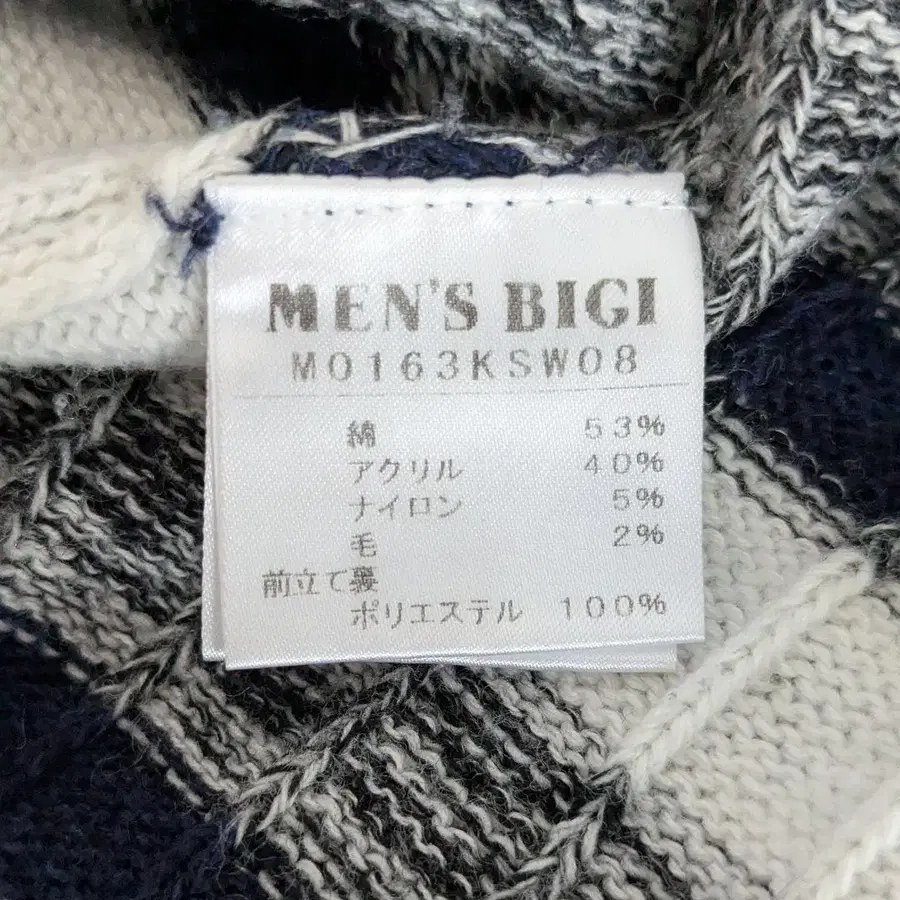 MEN'S BIGI
M0163KSW08
綿 53%
アクリル 40%
ナイロン 5%
毛 2%
前立て裏
ポリエステル 100%